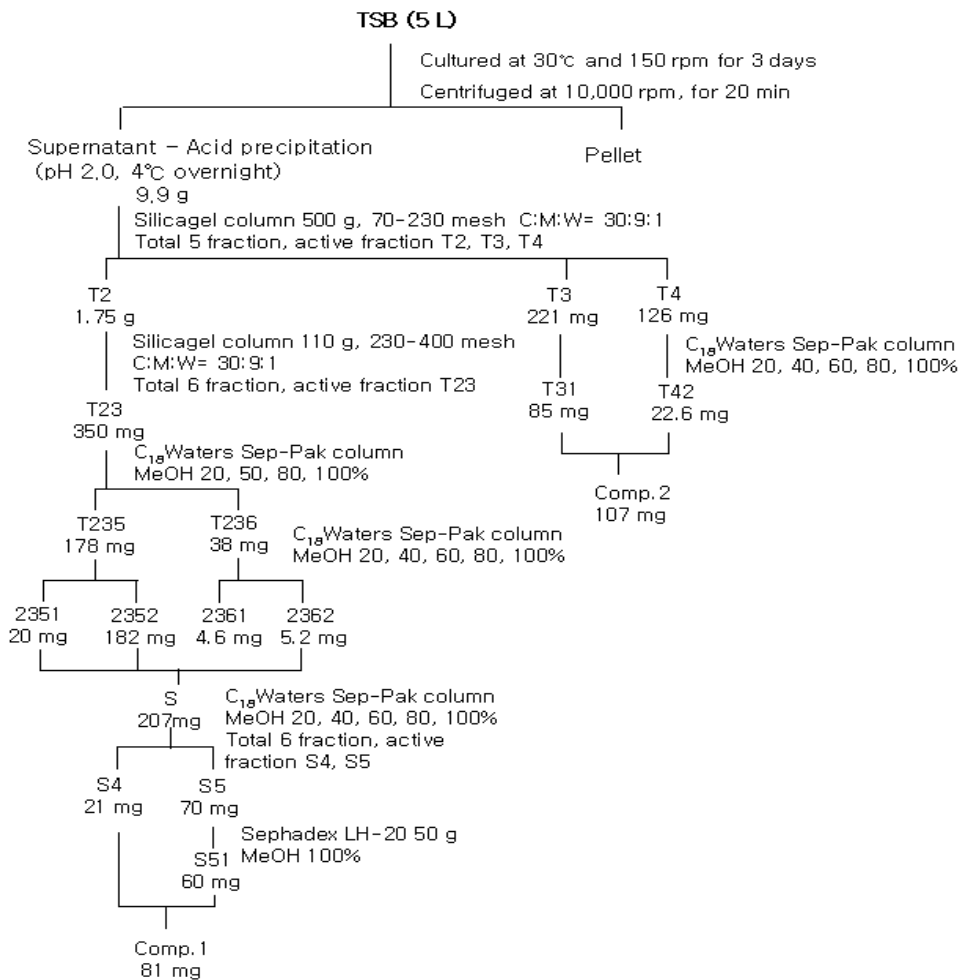 TSB (5 L)
Cultured at 30℃ and 150 rpm for 3 days
Centrifuged at 10,000 rpm, for 20 min
Supernatant - Acid precipitation
(pH 2.0, 4℃ overnight)
9.9 g
Pellet
Silicagel column 500 g, 70-230 mesh C:M:W= 30:9:1
Total 5 fraction, active fraction T2, T3, T4
T2
1.75 g
T3
221 mg
T4
126 mg
Silicagel column 110 g, 230-400 mesh
C:M:W= 30:9:1
Total 6 fraction, active fraction T23
C₁₈Waters Sep-Pak column
MeOH 20, 40, 60, 80, 100%
T23
350 mg
T31
85 mg
T42
22.6 mg
C₁₈Waters Sep-Pak column
MeOH 20, 50, 80, 100%
Comp.2
107 mg
T235
178 mg
T236
38 mg
C₁₈Waters Sep-Pak column
MeOH 20, 40, 60, 80, 100%
2351
20 mg
2352
182 mg
2361
4.6 mg
2362
5.2 mg
S
207mg
C₁₈Waters Sep-Pak column
MeOH 20, 40, 60, 80, 100%
Total 6 fraction, active
fraction S4, S5
S4
21 mg
S5
70 mg
Sephadex LH-20 50 g
MeOH 100%
S51
60 mg
Comp.1
81 mg